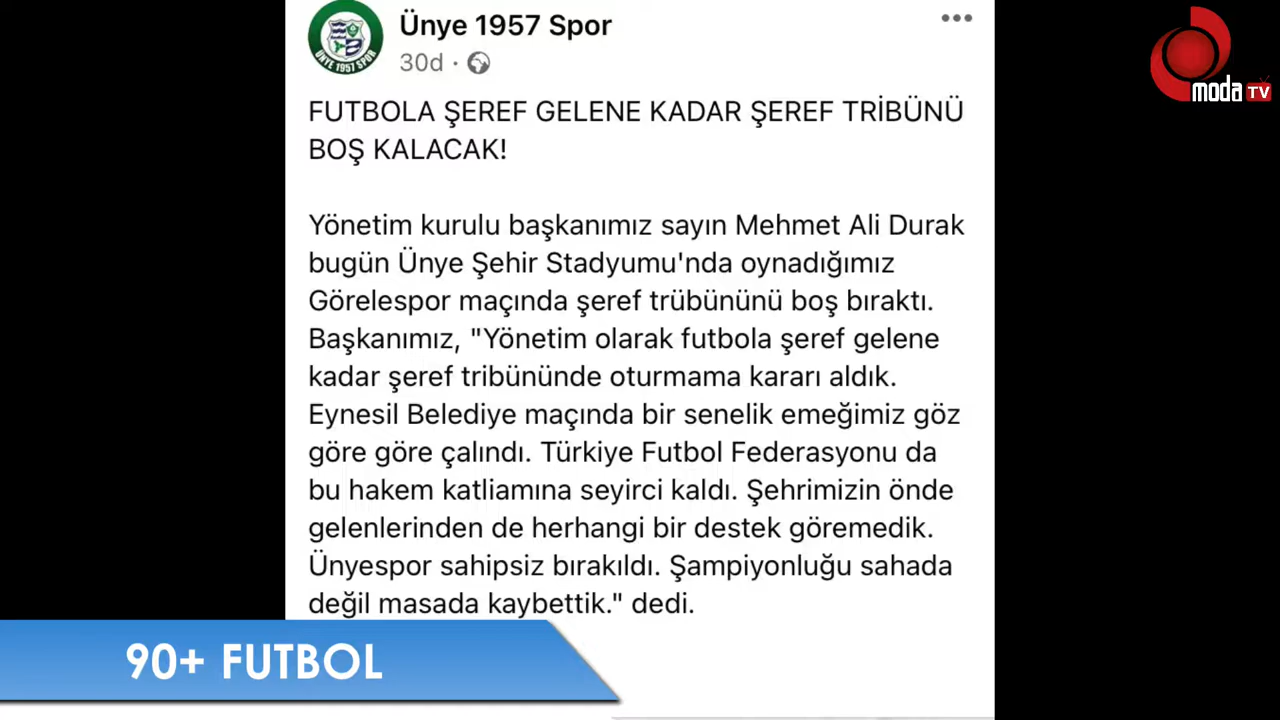 Ünye 1957 Spor
30d ·
moda TV
ÜNYE 1957 SPOR
FUTBOLA ŞEREF GELENE KADAR ŞEREF TRİBÜNÜ
BOŞ KALACAK!
Yönetim kurulu başkanımız sayın Mehmet Ali Durak
bugün Ünye Şehir Stadyumu'nda oynadığımız
Görelespor maçında şeref trübününü boş bıraktı.
Başkanımız, "Yönetim olarak futbola şeref gelene
kadar şeref tribününde oturmama kararı aldık.
Eynesil Belediye maçında bir senelik emeğimiz göz
göre göre çalındı. Türkiye Futbol Federasyonu da
bu hakem katliamına seyirci kaldı. Şehrimizin önde
gelenlerinden de herhangi bir destek göremedik.
Ünyespor sahipsiz bırakıldı. Şampiyonluğu sahada
değil masada kaybettik." dedi.
90+ FUTBOL